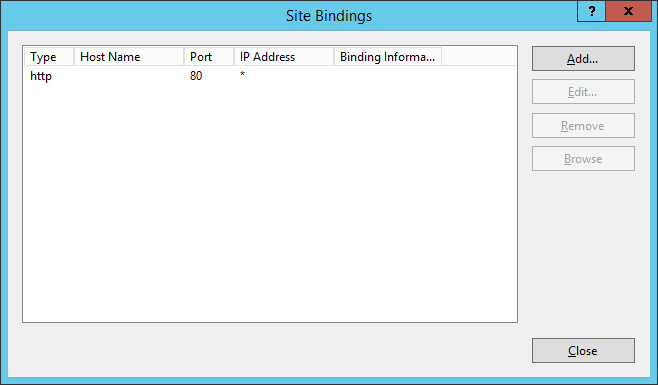 Site Bindings
? X
Type Host Name Port IP Address Binding Informa...
http 80 *
Add...
Edit...
Remove
Browse
Close